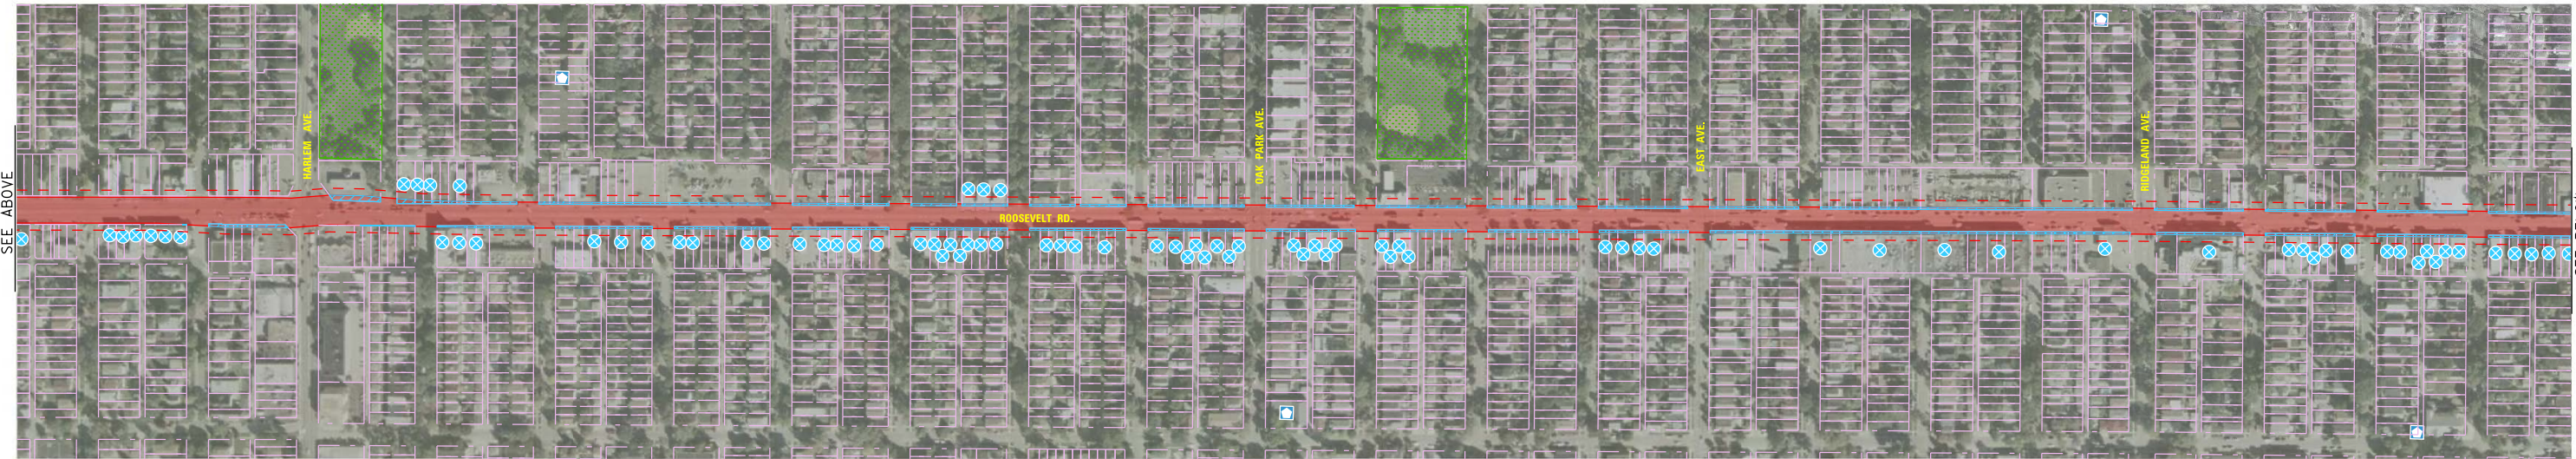 SEE ABOVE
HARLEM AVE.
ROOSEVELT RD.
OAK PARK AVE.
EAST AVE.
RIDGELAND AVE.